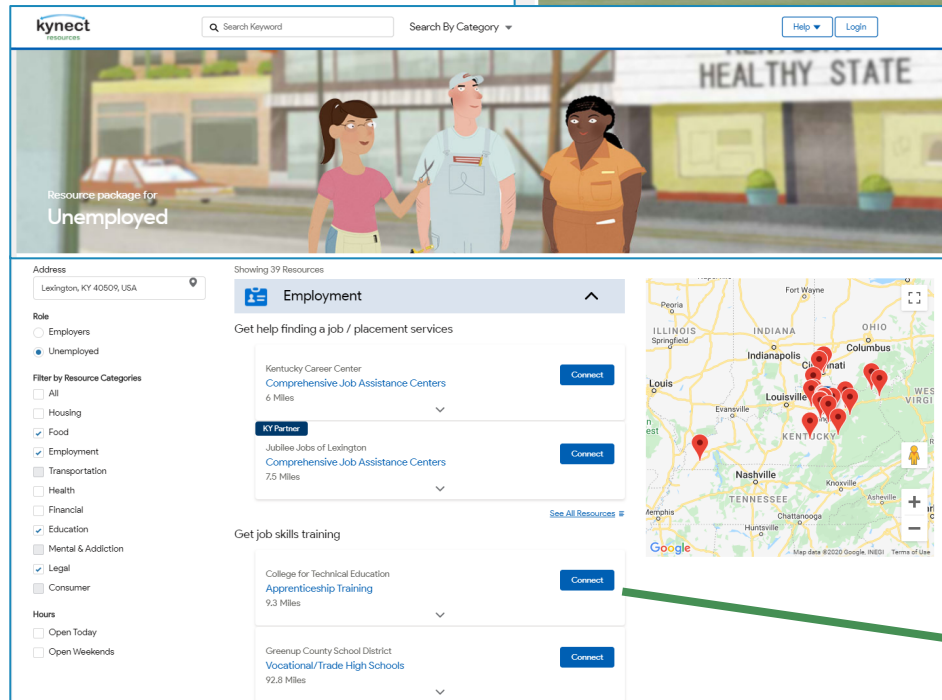 kynect
resources
Search Keyword
Search By Category
Help
Login
HEALTHY STATE
Resource package for
Unemployed
Address
Lexington, KY 40509, USA
Role
Employers
Unemployed
Filter by Resource Categories
All
Housing
Food
Employment
Transportation
Health
Financial
Education
Mental & Addiction
Legal
Consumer
Hours
Open Today
Open Weekends
Showing 39 Resources
Employment
Get help finding a job / placement services
Kentucky Career Center
Comprehensive Job Assistance Centers
6 Miles
Connect
KY Partner
Jubilee Jobs of Lexington
Comprehensive Job Assistance Centers
7.5 Miles
Connect
See All Resources
Get job skills training
College for Technical Education
Apprenticeship Training
9.3 Miles
Connect
Greenup County School District
Vocational/Trade High Schools
92.8 Miles
Connect
Fort Wayne
Peoria
ILLINOIS
INDIANA
OHIO
Springfield
Columbus
Indianapolis
Louis
Louisville
WES
VIRGI
Evansville
KENTUCKY
Nashville
Knoxville
TENNESSEE
Asheville
Memphis
Chattanooga
Huntsville
Google
Map data ©2020 Google, INEGI
Terms of Use